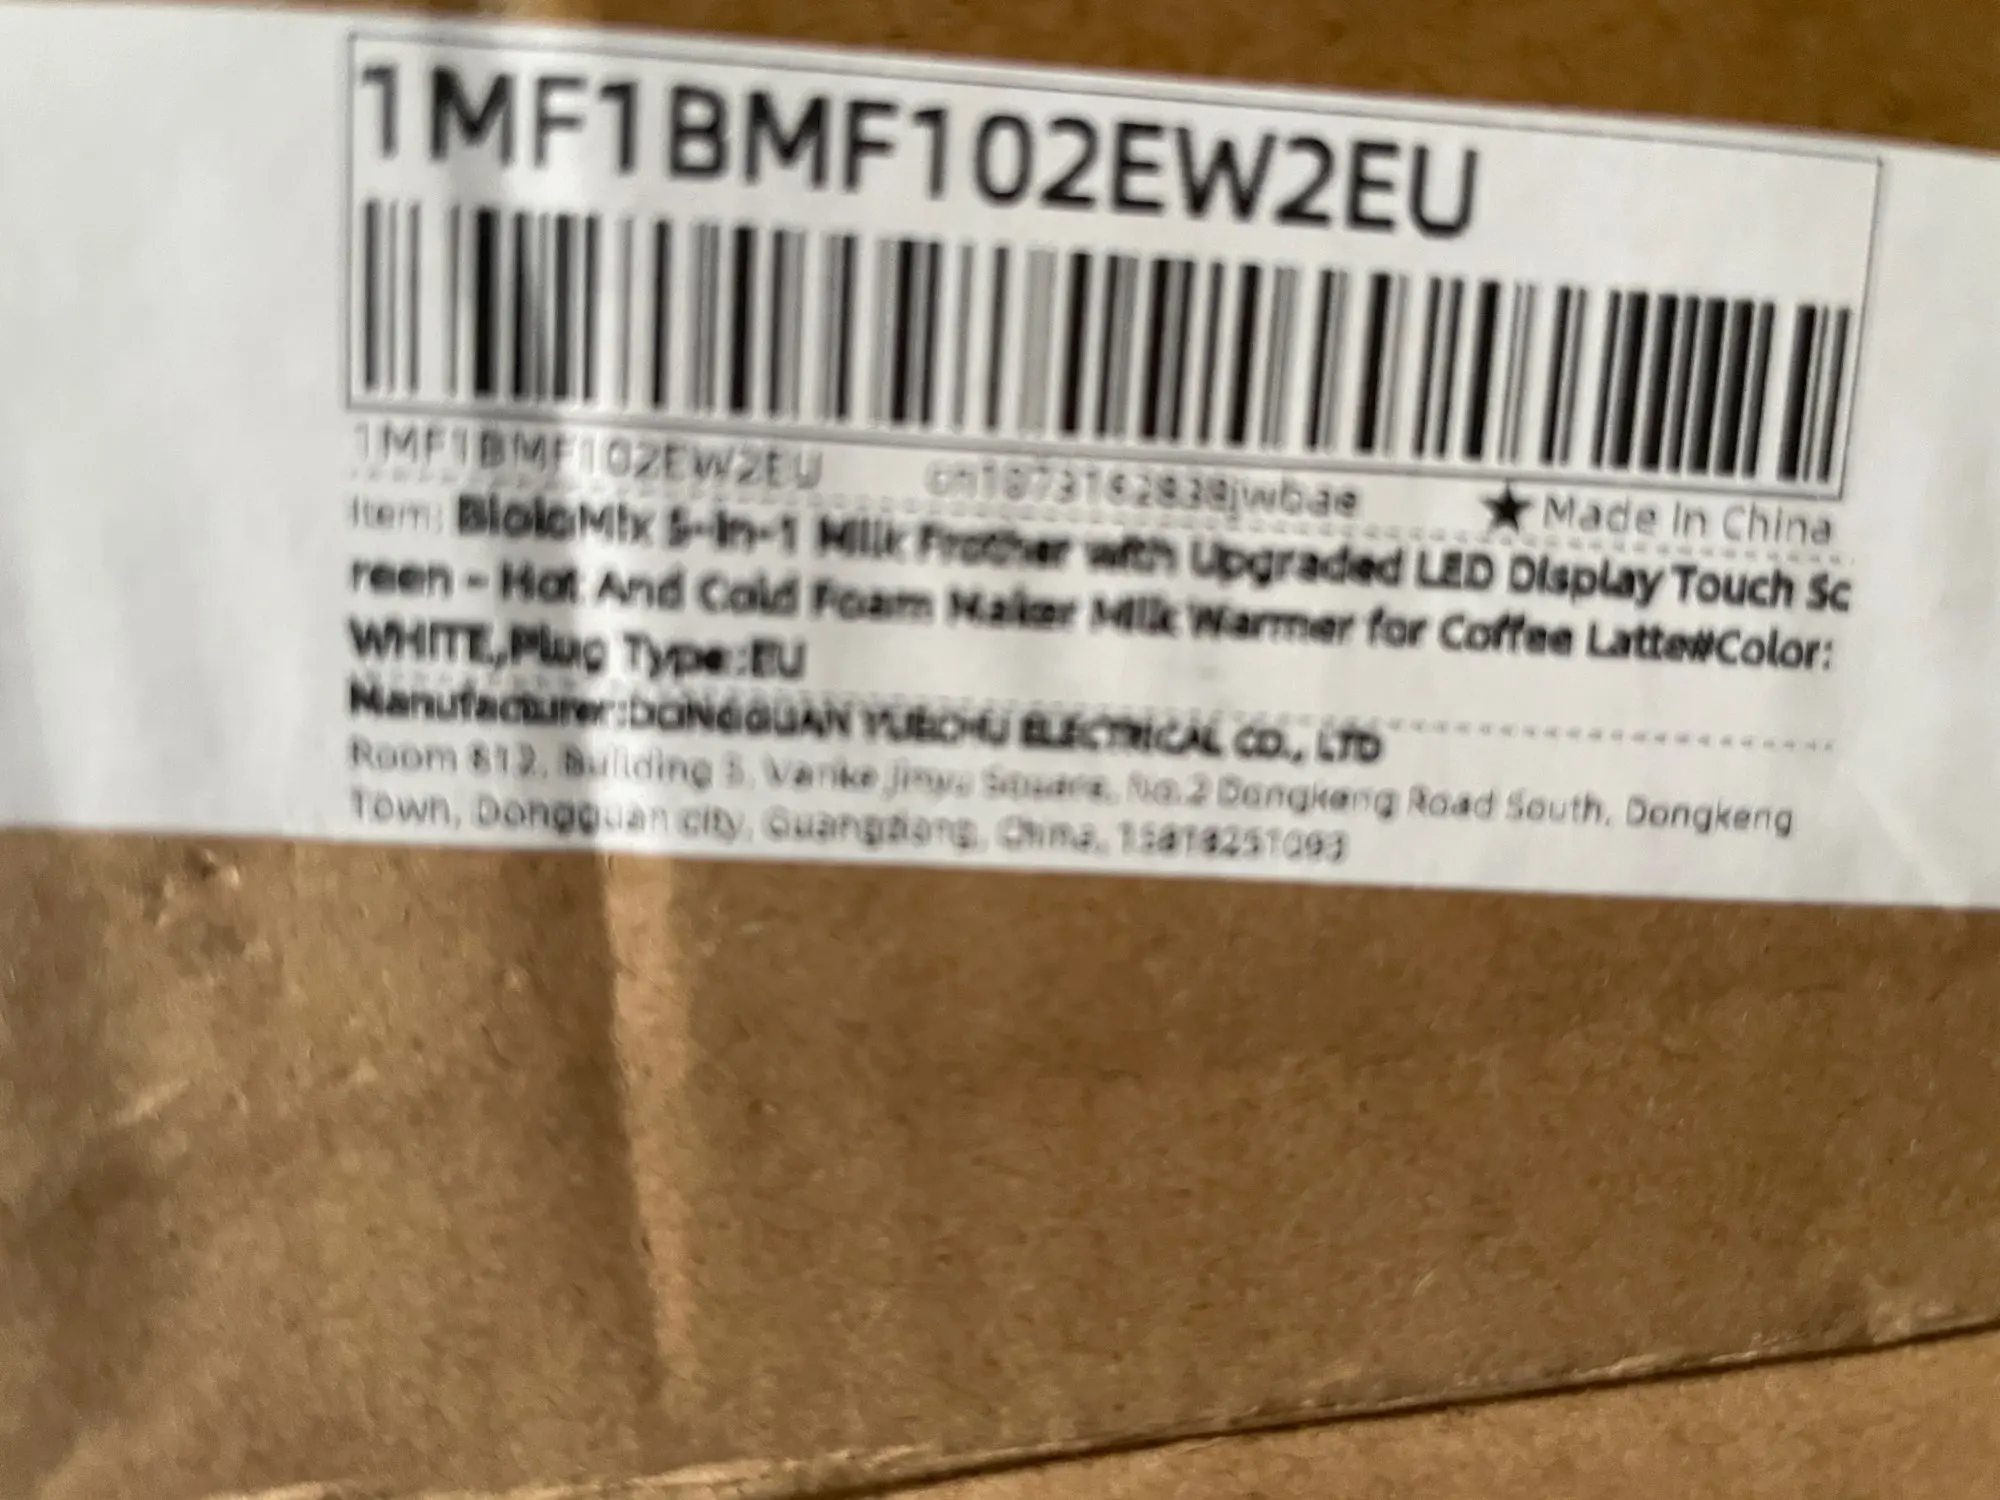 1MF1BMF102EW2EU
1MF1BMF102EW2EU
★Made In China
Item: BioloMix 5-In-1 Milk Frother with Upgraded LED Display Touch Sc
reen - Hot And Cold Foam Maker Milk Warmer for Coffee Latte#Color:
WHITE,Plug Type:EU
Manufacturer:DONGGUAN YUECHU ELECTRICAL CO., LTD
Room 812, Building 5, Vanke Jinyu Square, No.2 Dongkeng Road South, Dongkeng
Town, Dongguan city, Guangdong, China,